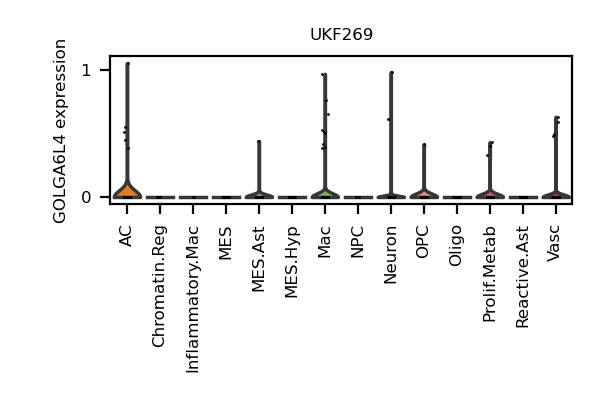 UKF269
GOLGA6L4 expression
1
0
AC
Chromatin.Reg
Inflammatory.Mac
MES
MES.Ast
MES.Hyp
Mac
NPC
Neuron
OPC
Oligo
Prolif.Metab
Reactive.Ast
Vasc